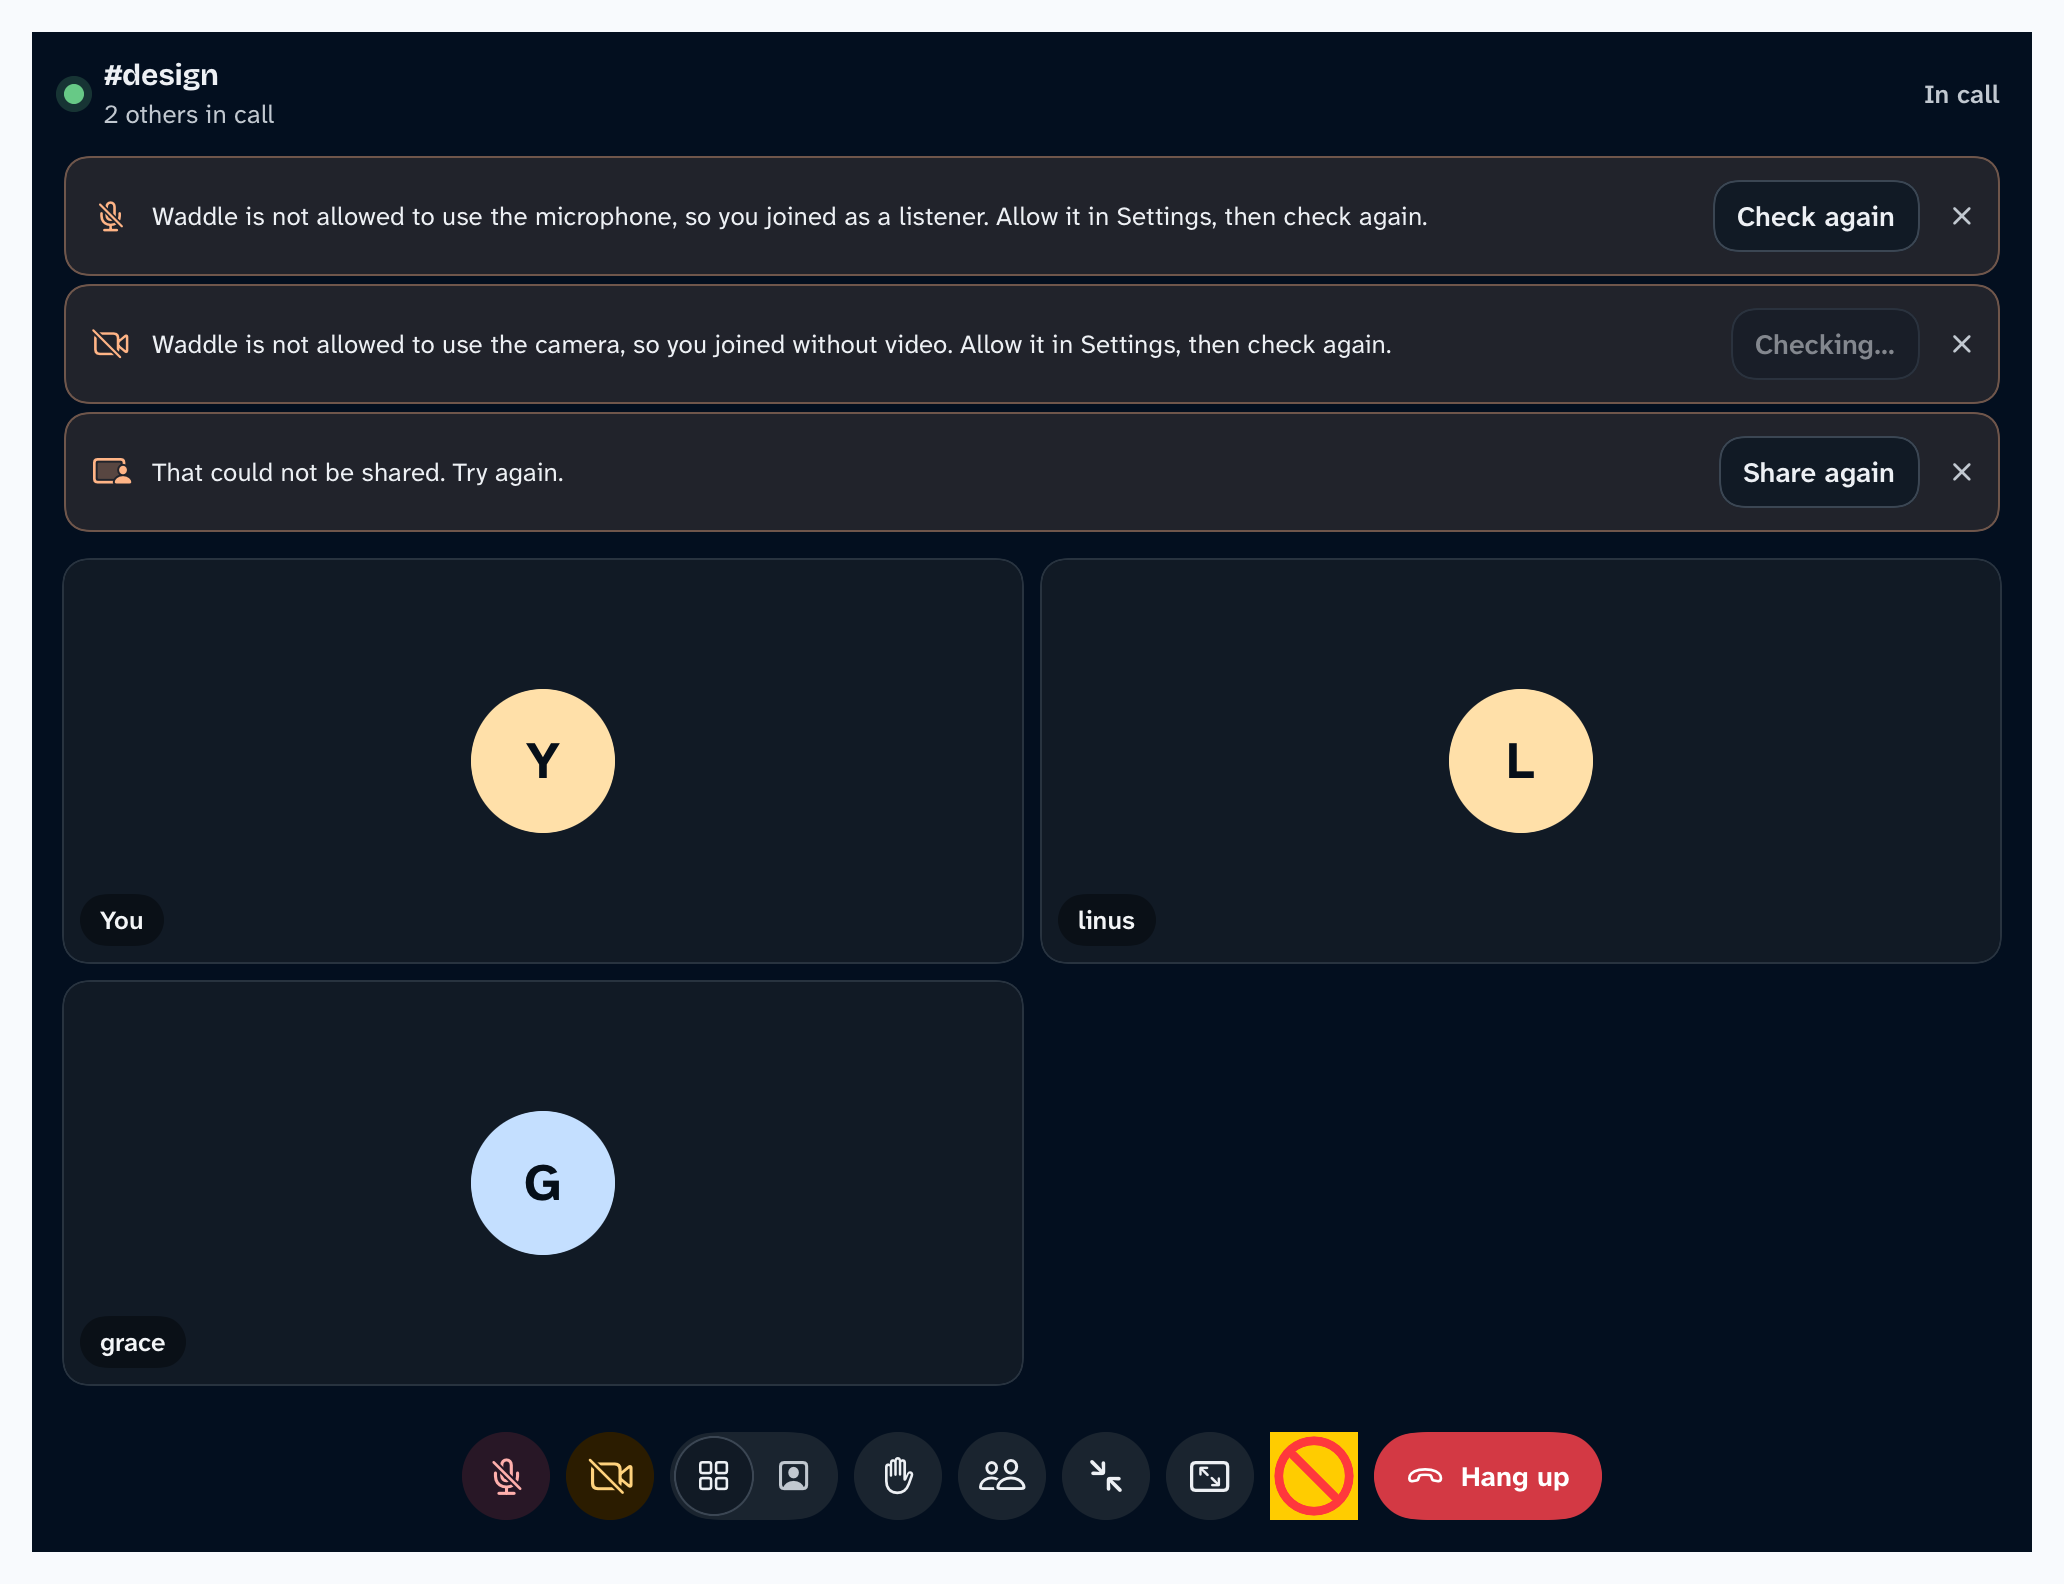 #design
2 others in call
In call
Waddle is not allowed to use the microphone, so you joined as a listener. Allow it in Settings, then check again.
Check again
Waddle is not allowed to use the camera, so you joined without video. Allow it in Settings, then check again.
Checking...
That could not be shared. Try again.
Share again
Y
You
L
linus
G
grace
Hang up